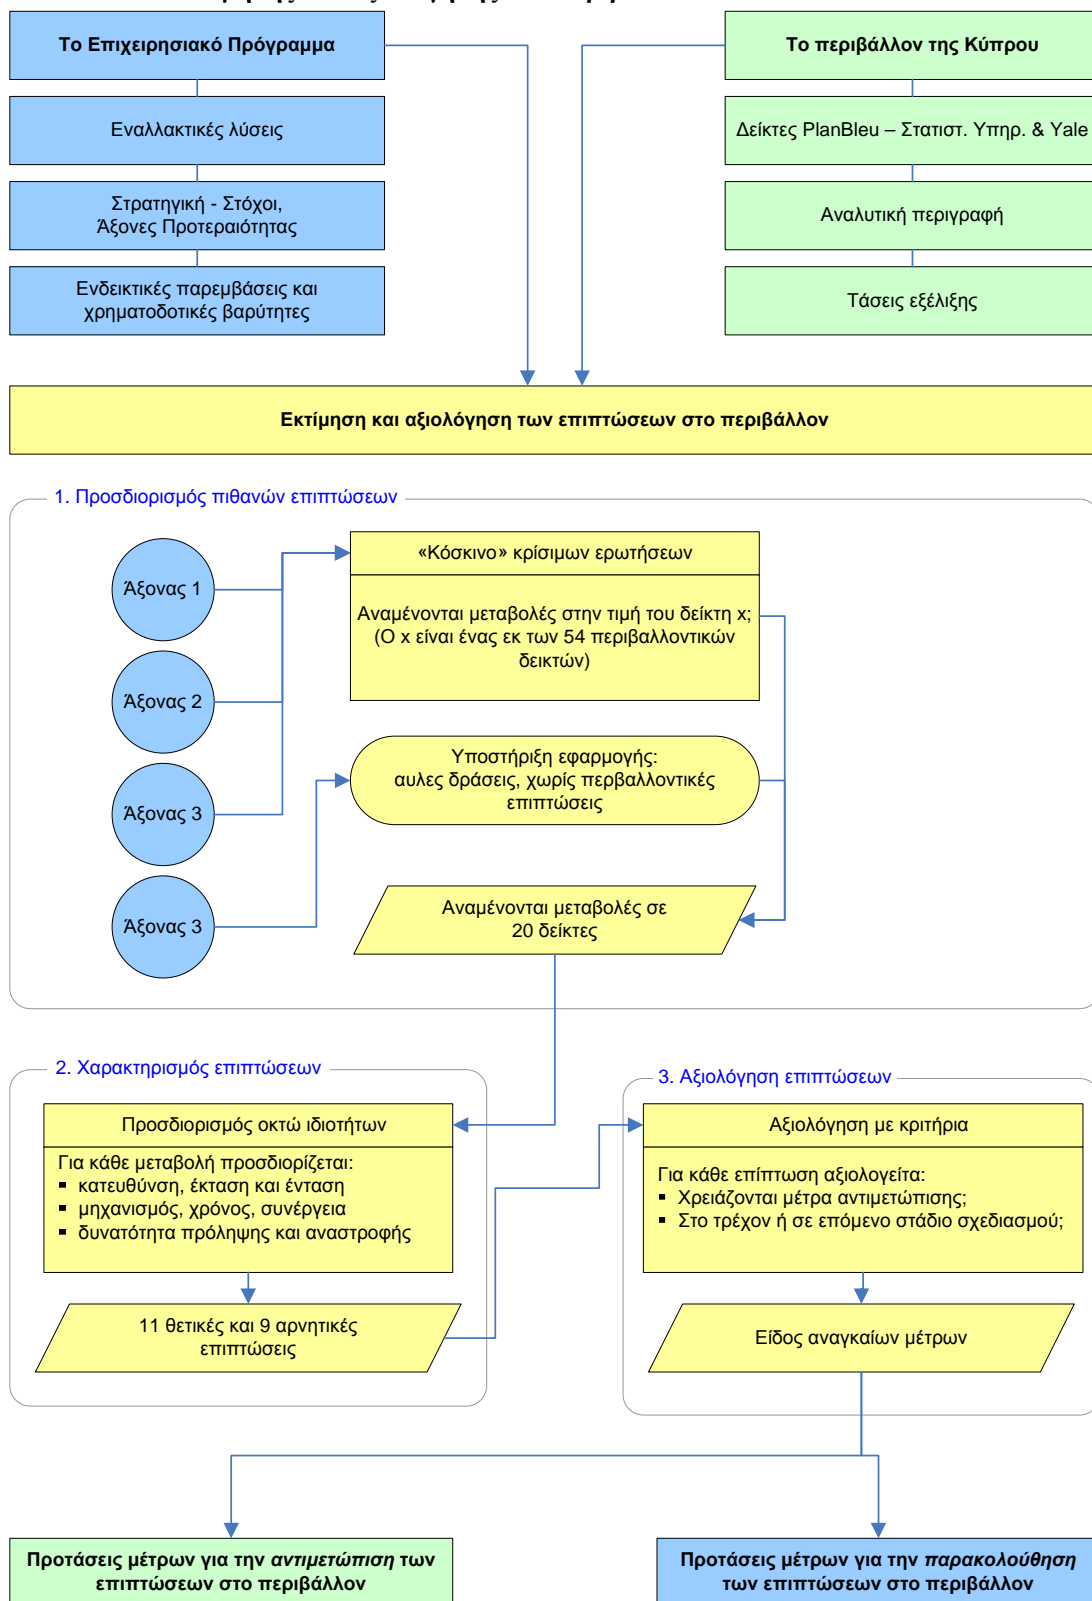 Το Επιχειρησιακό Πρόγραμμα
Εναλλακτικές λύσεις
Στρατηγική - Στόχοι,
Άξονες Προτεραιότητας
Ενδεικτικές παρεμβάσεις και
χρηματοδοτικές βαρύτητες
Το περιβάλλον της Κύπρου
Δείκτες PlanBleu – Στατιστ. Υπηρ. & Yale
Αναλυτική περιγραφή
Τάσεις εξέλιξης
Εκτίμηση και αξιολόγηση των επιπτώσεων στο περιβάλλον
1. Προσδιορισμός πιθανών επιπτώσεων
Άξονας 1
Άξονας 2
Άξονας 3
Άξονας 3
«Κόσκινο» κρίσιμων ερωτήσεων
Αναμένονται μεταβολές στην τιμή του δείκτη x;
(Ο x είναι ένας εκ των 54 περιβαλλοντικών
δεικτών)
Υποστήριξη εφαρμογής:
αυλες δράσεις, χωρίς περβαλλοντικές
επιπτώσεις
Αναμένονται μεταβολές σε
20 δείκτες
2. Χαρακτηρισμός επιπτώσεων
Προσδιορισμός οκτώ ιδιοτήτων
Για κάθε μεταβολή προσδιορίζεται:
▪ κατευθύνση, έκταση και ένταση
▪ μηχανισμός, χρόνος, συνέργεια
▪ δυνατότητα πρόληψης και αναστροφής
11 θετικές και 9 αρνητικές
επιπτώσεις
3. Αξιολόγηση επιπτώσεων
Αξιολόγηση με κριτήρια
Για κάθε επίπτωση αξιολογείτα:
▪ Χρειάζονται μέτρα αντιμετώπισης;
▪ Στο τρέχον ή σε επόμενο στάδιο σχεδιασμού;
Είδος αναγκαίων μέτρων
Προτάσεις μέτρων για την αντιμετώπιση των
επιπτώσεων στο περιβάλλον
Προτάσεις μέτρων για την παρακολούθηση
των επιπτώσεων στο περιβάλλον